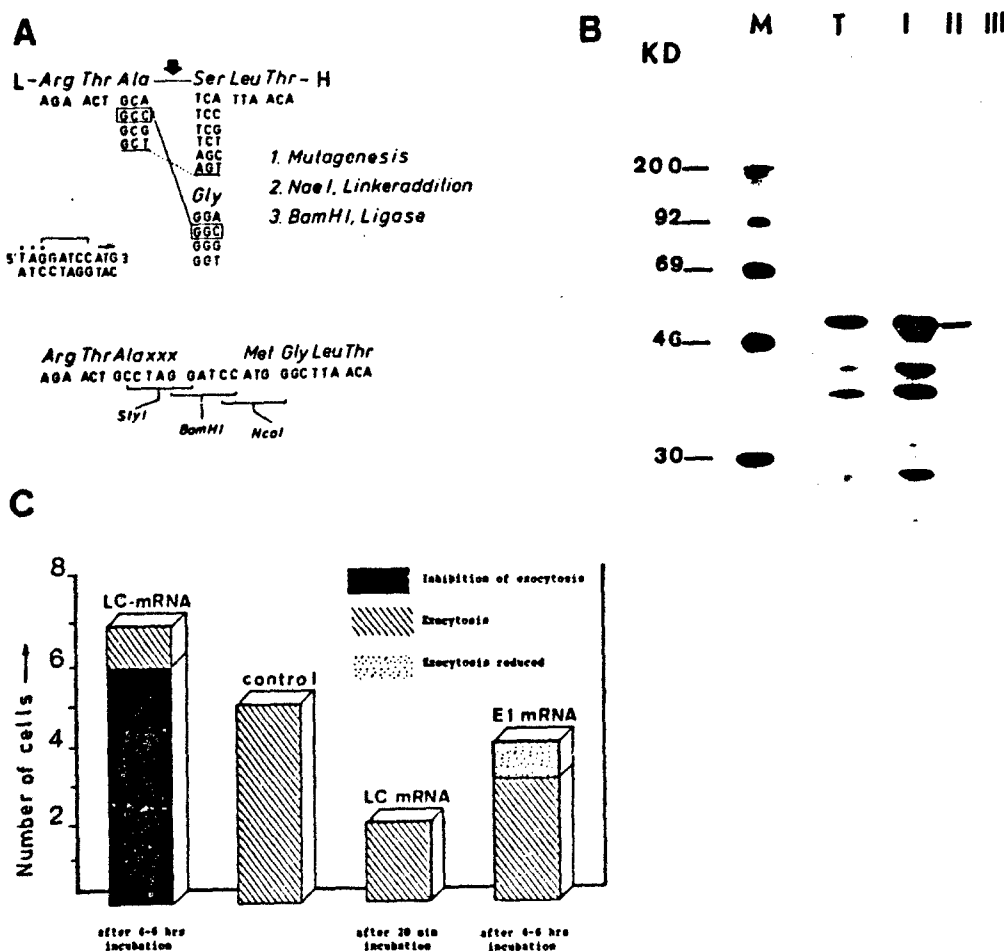 A
L-Arg Thr Ala — Ser Leu Thr-H
AGA ACT GCA TCA TTA ACA
GCC TCC
GCG TCG
GCT TCT
AGC
AGT
Gly
GGA
GGC
GGG
GGT
1. Mutagenesis
2. NaeI, Linkeraddition
3. BamHI, Ligase
5'TAGGATCCATG3
ATCCTAGGTAC
Arg Thr Ala xxx Met Gly Leu Thr
AGA ACT GCCTAG GATCC ATG GGCTTA ACA
StyI
BamHI
NcoI
B
KD M T I II III
200
92
69
46
30
C
Number of cells
8
6
4
2
LC-mRNA
control
LC mRNA
E1 mRNA
Inhibition of exocytosis
Exocytosis
Exocytosis reduced
after 4-6 hrs incubation
after 20 min incubation
after 4-6 hrs incubation